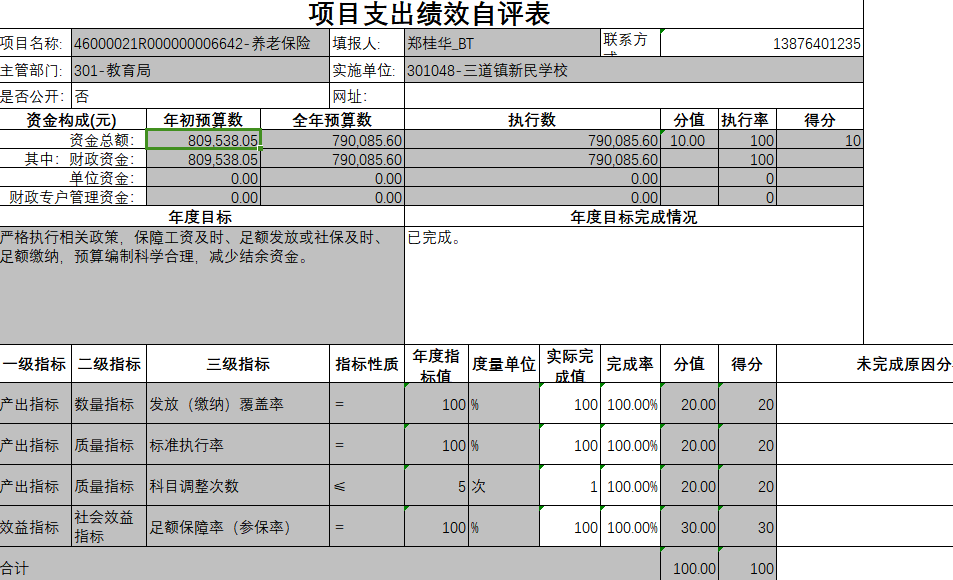 项目支出绩效自评表
项目名称: 46000021R000000006642-养老保险 填报人: 郑桂华_BT 联系方 13876401235
主管部门: 301-教育局 实施单位: 301048-三道镇新民学校
是否公开: 否 网址:
资金构成(元) 年初预算数 全年预算数 执行数 分值 执行率 得分
资金总额: 809,538.05 790,085.60 790,085.60 10.00 100 10
其中: 财政资金: 809,538.05 790,085.60 790,085.60 100
单位资金: 0.00 0.00 0.00 0
财政专户管理资金: 0.00 0.00 0.00 0
年度目标 年度目标完成情况
严格执行相关政策，保障工资及时、足额发放或社保及时、 已完成。
足额缴纳，预算编制科学合理，减少结余资金。
一级指标 二级指标 三级指标 指标性质 年度指标值 度量单位 实际完成值 完成率 分值 得分 未完成原因分
产出指标 数量指标 发放（缴纳）覆盖率 = 100 % 100 100.00% 20.00 20
产出指标 质量指标 标准执行率 = 100 % 100 100.00% 20.00 20
产出指标 质量指标 科目调整次数 ≤ 5 次 1 100.00% 20.00 20
效益指标 社会效益指标 足额保障率（参保率） = 100 % 100 100.00% 30.00 30
合计 100.00 100